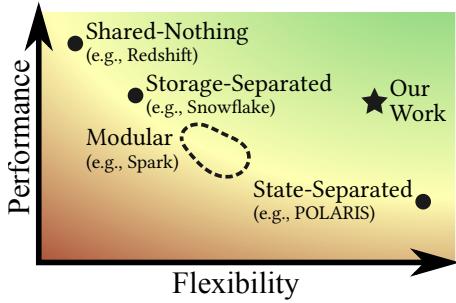 Shared-Nothing
(e.g., Redshift)
Storage-Separated
(e.g., Snowflake)
Our
Work
Modular
(e.g., Spark)
State-Separated
(e.g., POLARIS)
Performance
Flexibility